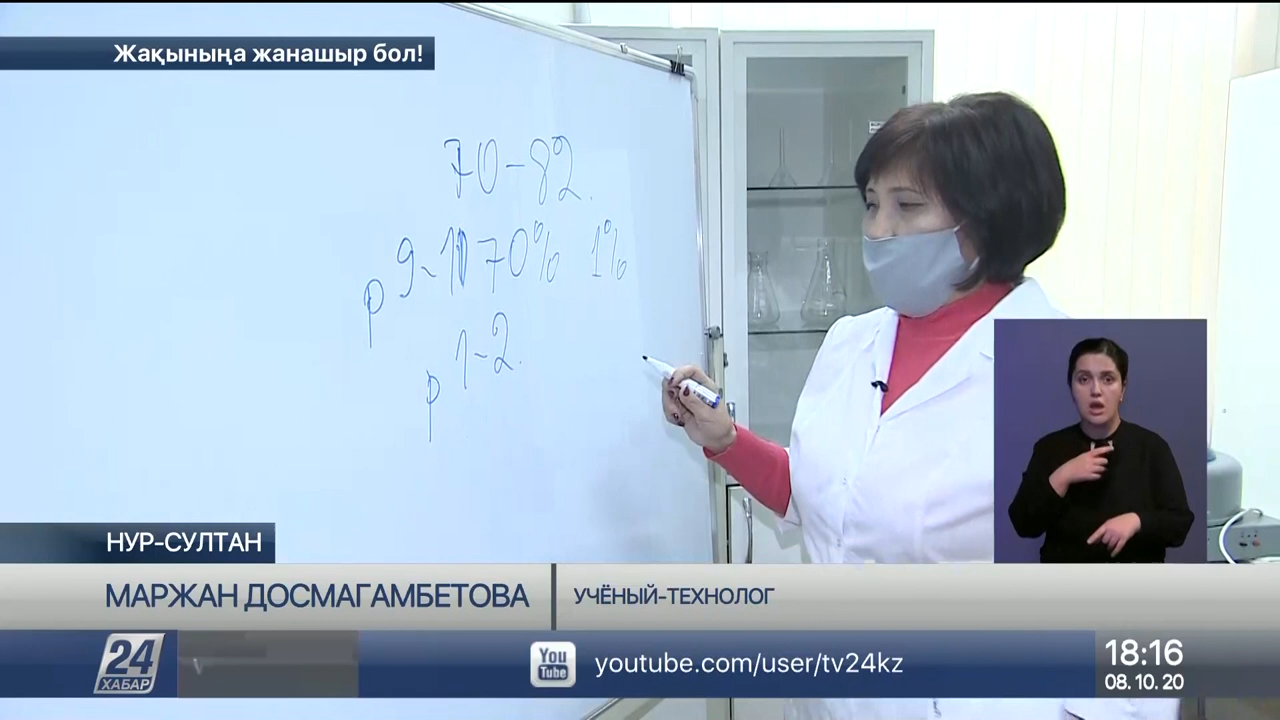 Жақыныңа жанашыр бол!
70-82.
р 9-11 70% 1%
р 1-2.
НУР-СУЛТАН
МАРЖАН ДОСМАГАМБЕТОВА
УЧЁНЫЙ-ТЕХНОЛОГ
24
ХАБАР
You
Tube
youtube.com/user/tv24kz
18:16
08.10.20